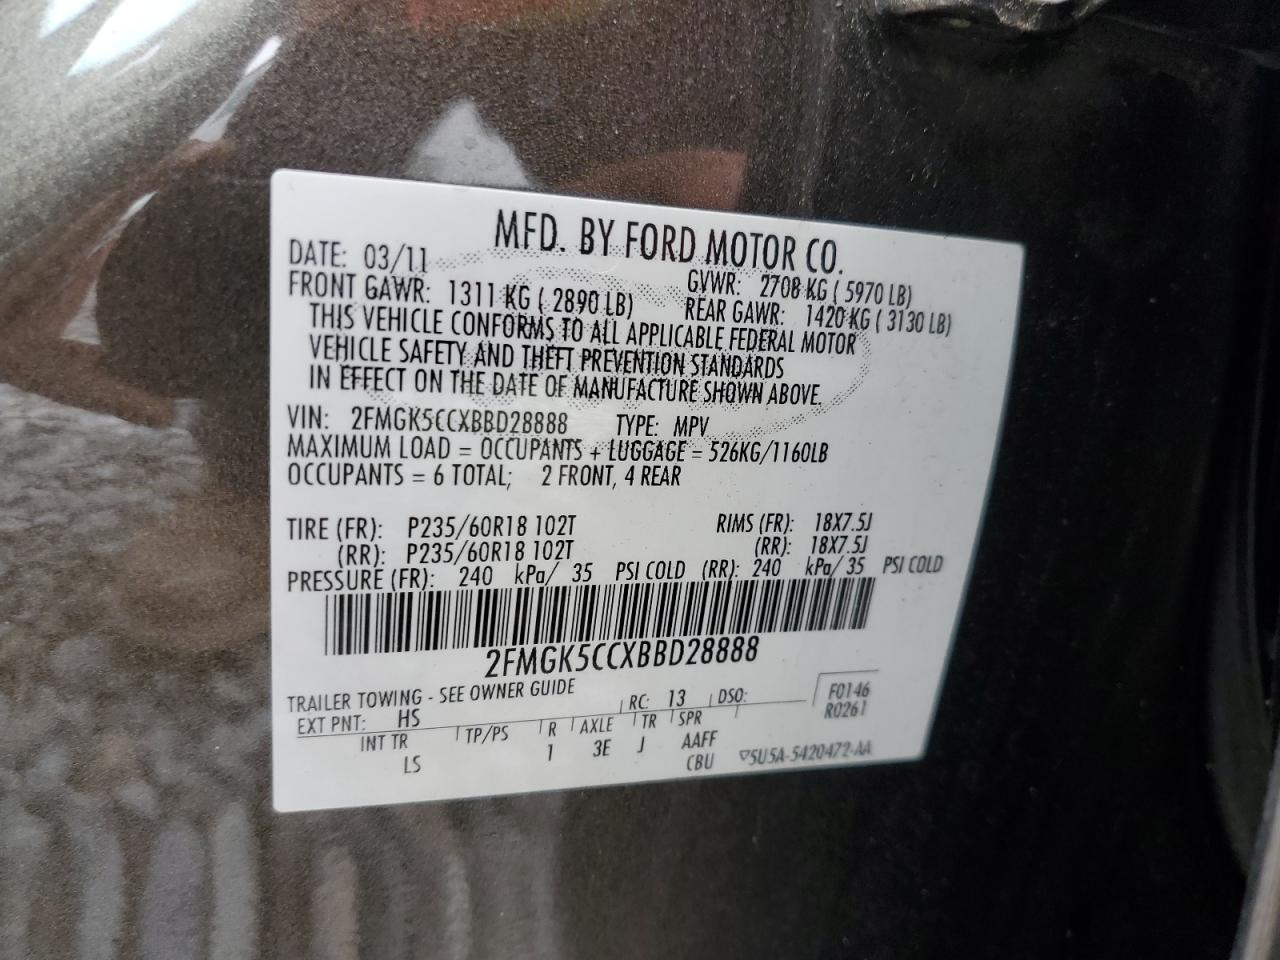 MFD. BY FORD MOTOR CO.
DATE: 03/11 GVWR: 2708 KG ( 5970 LB)
FRONT GAWR: 1311 KG ( 2890 LB) REAR GAWR: 1420 KG ( 3130 LB)
THIS VEHICLE CONFORMS TO ALL APPLICABLE FEDERAL MOTOR
VEHICLE SAFETY AND THEFT PREVENTION STANDARDS
IN EFFECT ON THE DATE OF MANUFACTURE SHOWN ABOVE.
VIN: 2FMGK5CCXBBD28888 TYPE: MPV
MAXIMUM LOAD = OCCUPANTS + LUGGAGE = 526KG/1160LB
OCCUPANTS = 6 TOTAL; 2 FRONT, 4 REAR
TIRE (FR): P235/60R18 102T RIMS (FR): 18X7.5J
(RR): P235/60R18 102T (RR): 18X7.5J
PRESSURE (FR): 240 kPa/ 35 PSI COLD (RR): 240 kPa/ 35 PSI COLD
2FMGK5CCXBBD28888
TRAILER TOWING - SEE OWNER GUIDE
EXT PNT: HS RC: 13 DSO: F0146
R0261
INT TR TP/PS R AXLE TR SPR
LS 1 3E J AAFF
CBU ▽5U5A-5420472-AA